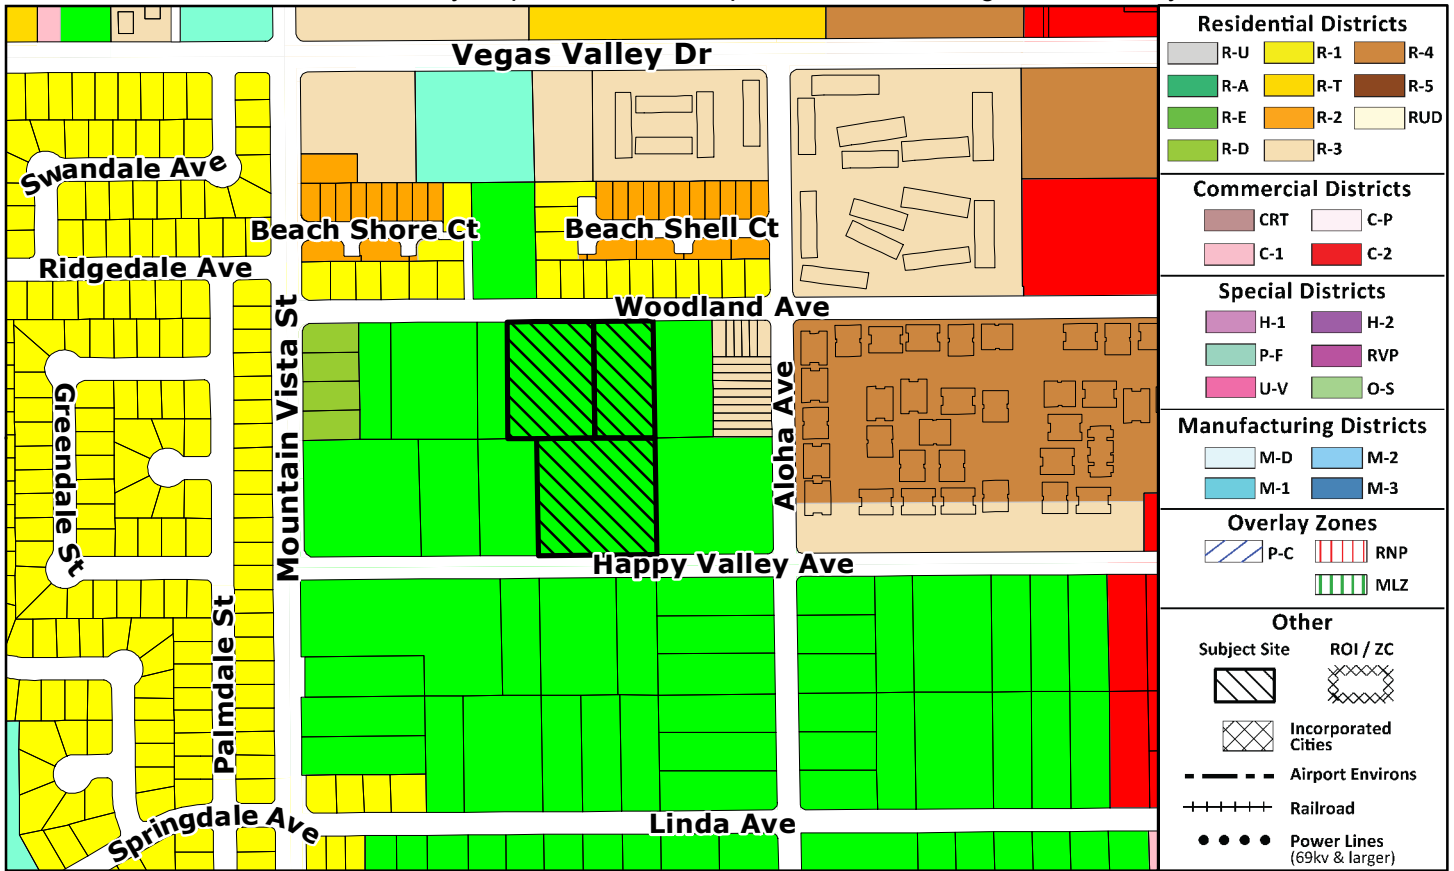 Vegas Valley Dr
Swandale Ave
Beach Shore Ct
Beach Shell Ct
Ridgedale Ave
Woodland Ave
Mountain Vista St
Greendale St
Aloha Ave
Happy Valley Ave
Palmdale St
Springdale Ave
Linda Ave
Residential Districts
R-U
R-1
R-4
R-A
R-T
R-5
R-E
R-2
RUD
R-D
R-3
Commercial Districts
CRT
C-P
C-1
C-2
Special Districts
H-1
H-2
P-F
RVP
U-V
O-S
Manufacturing Districts
M-D
M-2
M-1
M-3
Overlay Zones
P-C
RNP
MLZ
Other
Subject Site
ROI / ZC
Incorporated
Cities
Airport Environs
Railroad
Power Lines
(69kv & larger)